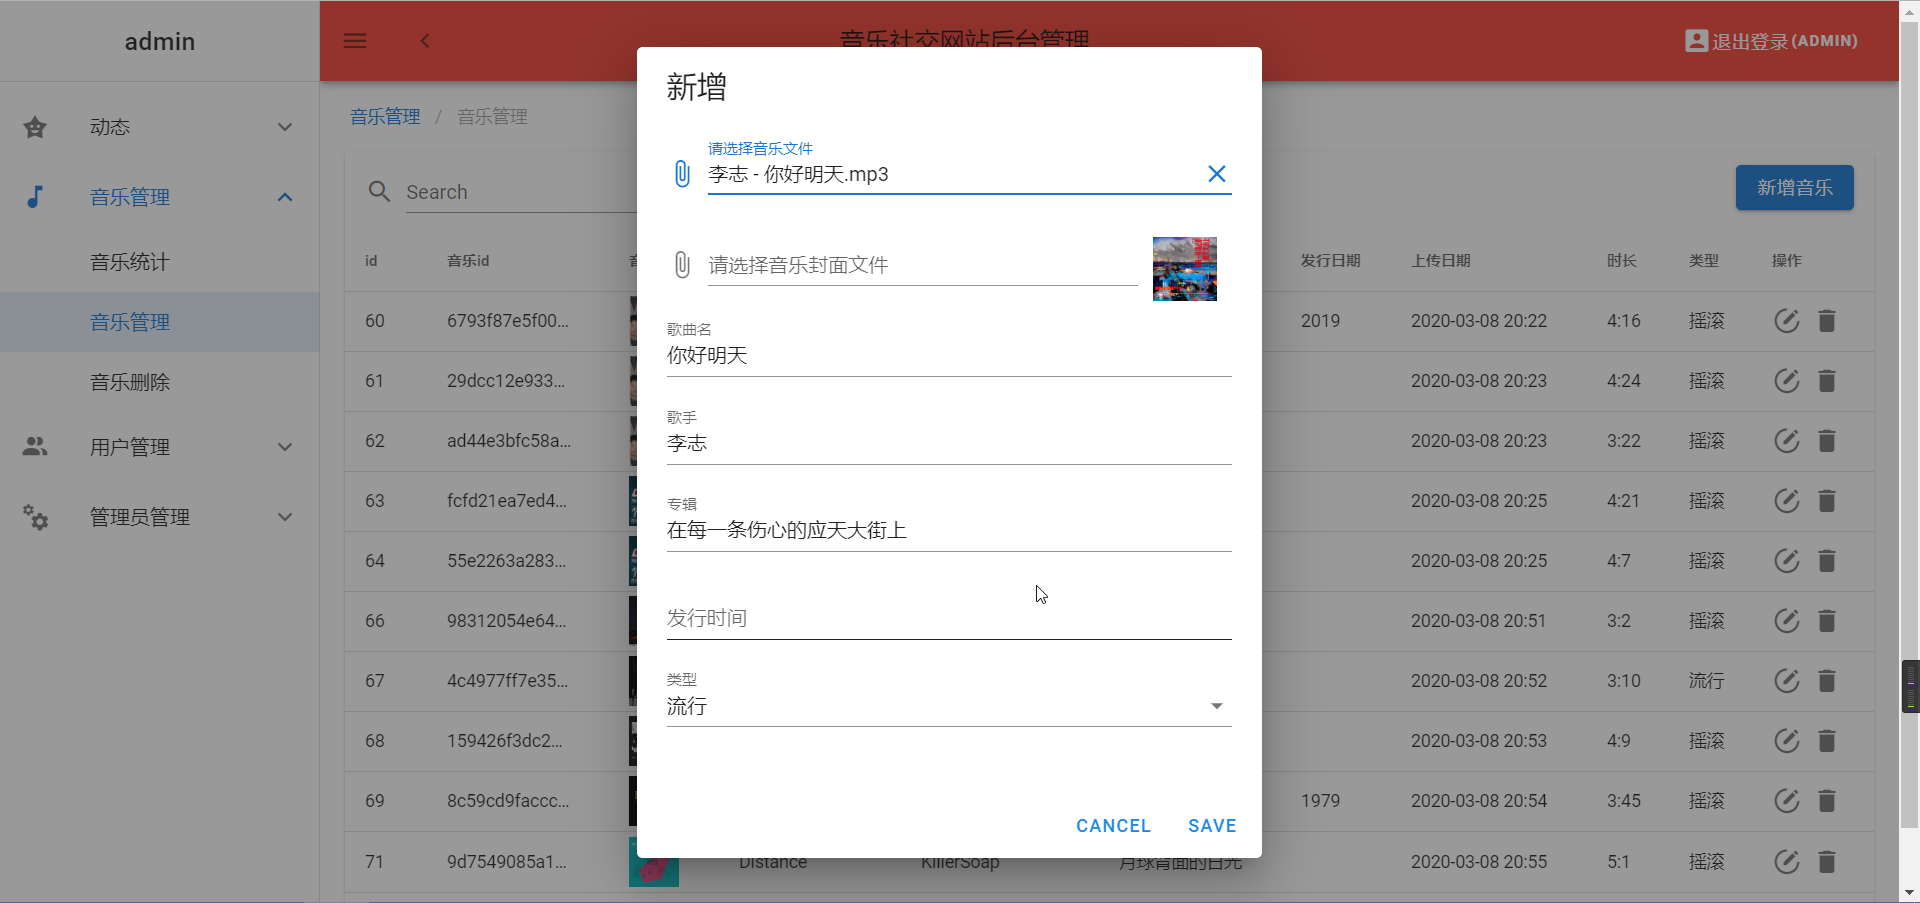 admin
音乐社交网站后台管理
退出登录(ADMIN)
动态
音乐管理
音乐统计
音乐管理
音乐删除
用户管理
管理员管理
音乐管理 / 音乐管理
Search
新增音乐
id 音乐id 发行日期 上传日期 时长 类型 操作
60 6793f87e5f00... 2019 2020-03-08 20:22 4:16 摇滚
61 29dcc12e933... 2020-03-08 20:23 4:24 摇滚
62 ad44e3bfc58a... 2020-03-08 20:23 3:22 摇滚
63 fcfd21ea7ed4... 2020-03-08 20:25 4:21 摇滚
64 55e2263a283... 2020-03-08 20:25 4:7 摇滚
66 98312054e64... 2020-03-08 20:51 3:2 摇滚
67 4c4977ff7e35... 2020-03-08 20:52 3:10 流行
68 159426f3dc2... 2020-03-08 20:53 4:9 摇滚
69 8c59cd9faccc... 1979 2020-03-08 20:54 3:45 摇滚
71 9d7549085a1... Distance KillerSoap 月球背面的日光 2020-03-08 20:55 5:1 摇滚
新增
请选择音乐文件
李志 - 你好明天.mp3
请选择音乐封面文件
歌曲名
你好明天
歌手
李志
专辑
在每一条伤心的应天大街上
发行时间
类型
流行
CANCEL SAVE